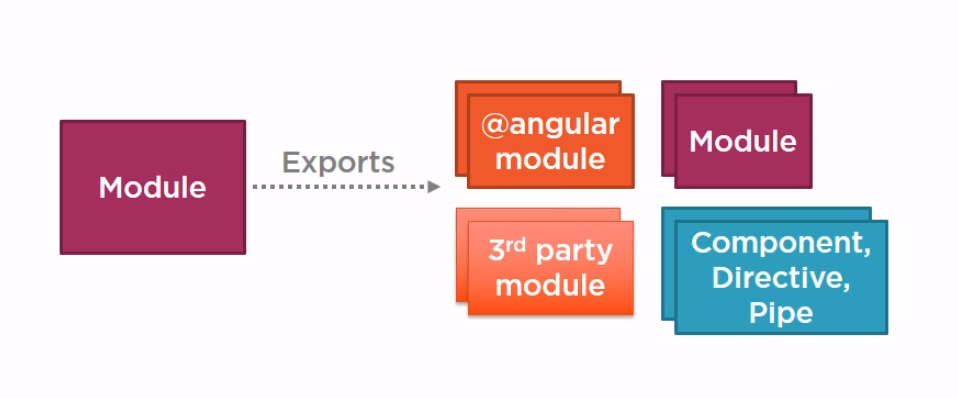 Module
Exports
@angular
module
Module
3rd party
module
Component,
Directive,
Pipe